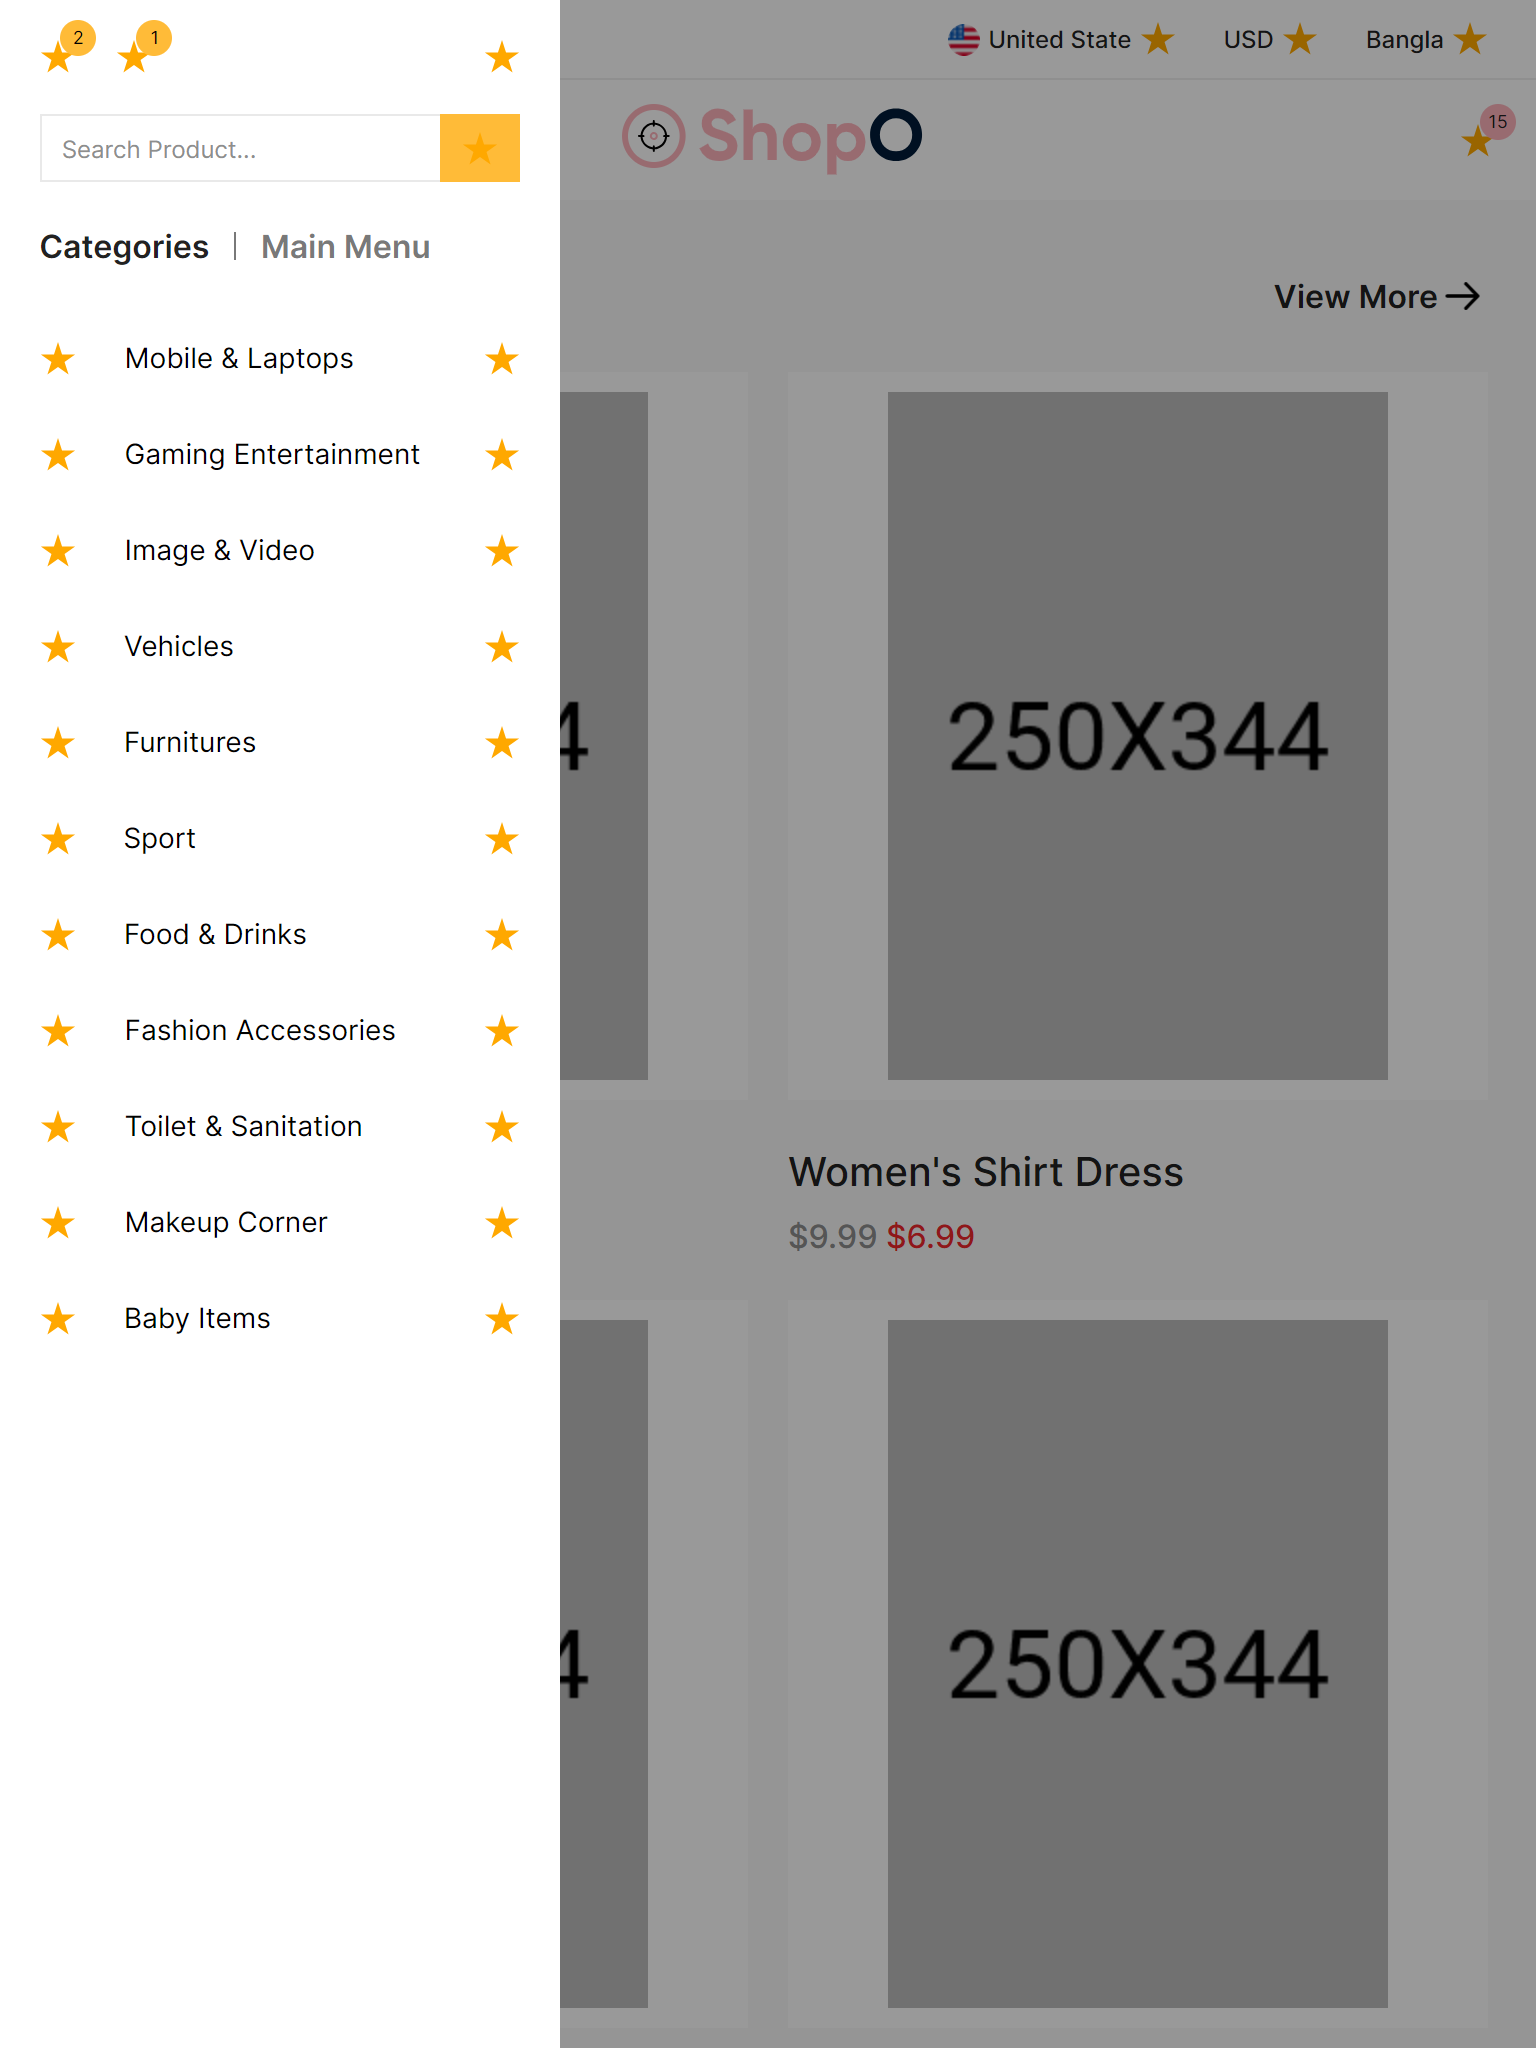 2
1
Search Product...
Categories | Main Menu
Mobile & Laptops
Gaming Entertainment
Image & Video
Vehicles
Furnitures
Sport
Food & Drinks
Fashion Accessories
Toilet & Sanitation
Makeup Corner
Baby Items
United State
USD
Bangla
ShopO
15
View More
4
250X344
Women's Shirt Dress
$9.99 $6.99
4
250X344